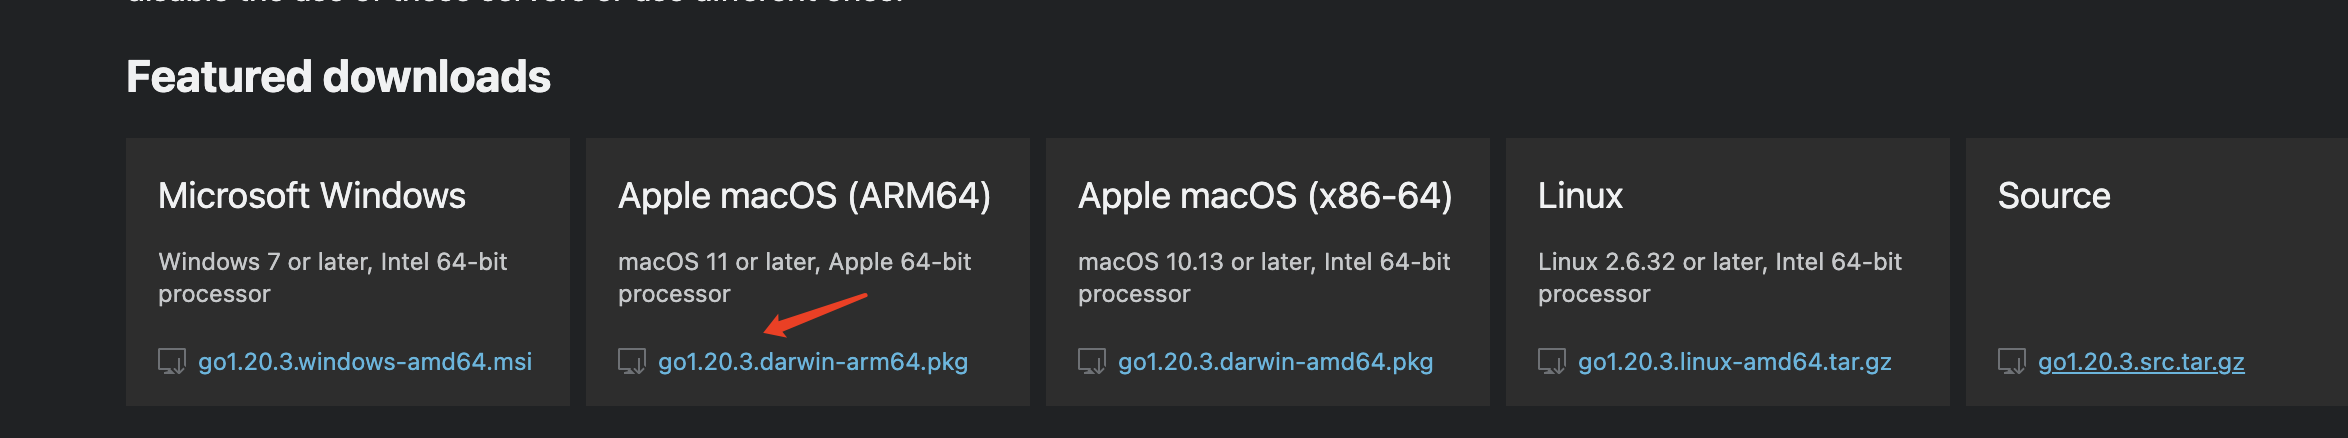 Featured downloads
Microsoft Windows
Windows 7 or later, Intel 64-bit
processor
go1.20.3.windows-amd64.msi
Apple macOS (ARM64)
macOS 11 or later, Apple 64-bit
processor
go1.20.3.darwin-arm64.pkg
Apple macOS (x86-64)
macOS 10.13 or later, Intel 64-bit
processor
go1.20.3.darwin-amd64.pkg
Linux
Linux 2.6.32 or later, Intel 64-bit
processor
go1.20.3.linux-amd64.tar.gz
Source
go1.20.3.src.tar.gz